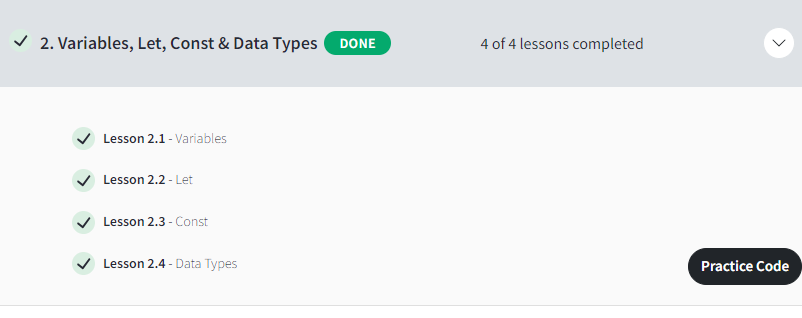 2. Variables, Let, Const & Data Types DONE 4 of 4 lessons completed
Lesson 2.1 - Variables
Lesson 2.2 - Let
Lesson 2.3 - Const
Lesson 2.4 - Data Types
Practice Code